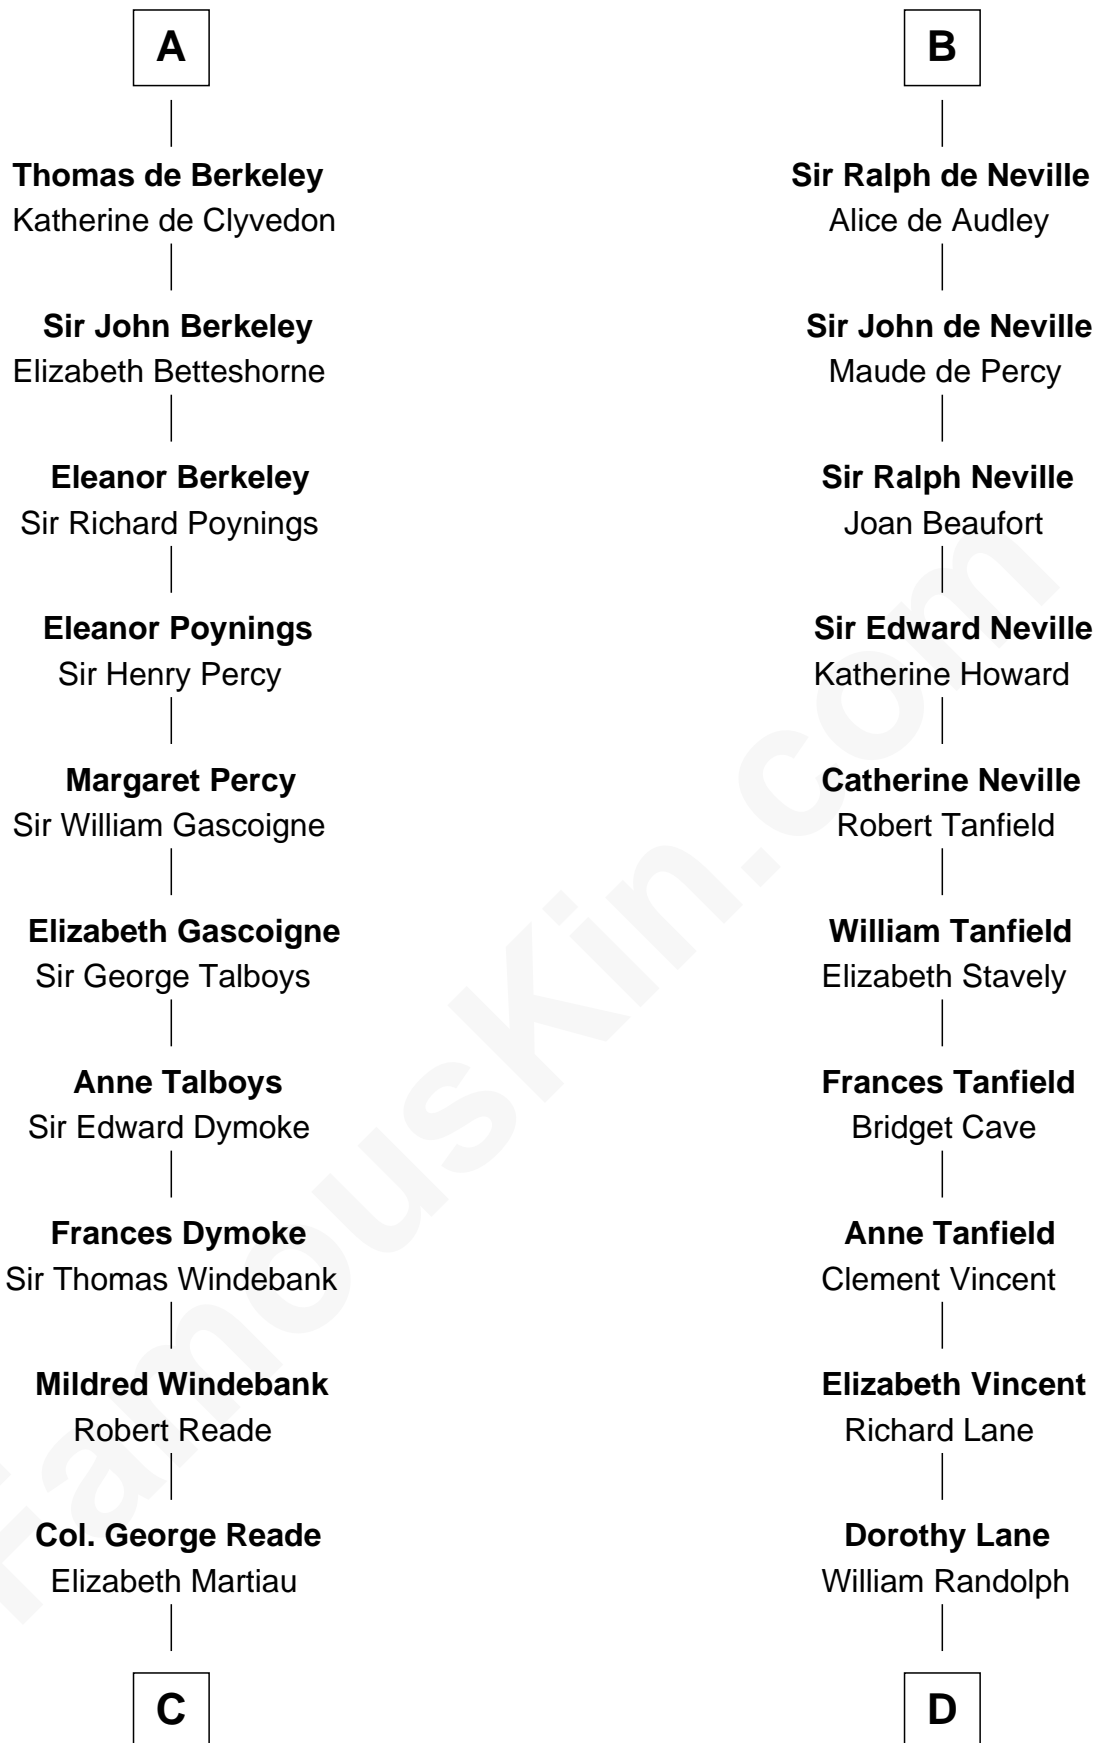 A
Thomas de Berkeley
Katherine de Clyvedon
Sir John Berkeley
Elizabeth Betteshorne
Eleanor Berkeley
Sir Richard Poynings
Eleanor Poynings
Sir Henry Percy
Margaret Percy
Sir William Gascoigne
Elizabeth Gascoigne
Sir George Talboys
Anne Talboys
Sir Edward Dymoke
Frances Dymoke
Sir Thomas Windebank
Mildred Windebank
Robert Reade
Col. George Reade
Elizabeth Martiau
C
B
Sir Ralph de Neville
Alice de Audley
Sir John de Neville
Maude de Percy
Sir Ralph Neville
Joan Beaufort
Sir Edward Neville
Katherine Howard
Catherine Neville
Robert Tanfield
William Tanfield
Elizabeth Stavely
Frances Tanfield
Bridget Cave
Anne Tanfield
Clement Vincent
Elizabeth Vincent
Richard Lane
Dorothy Lane
William Randolph
D
FamousKin.com